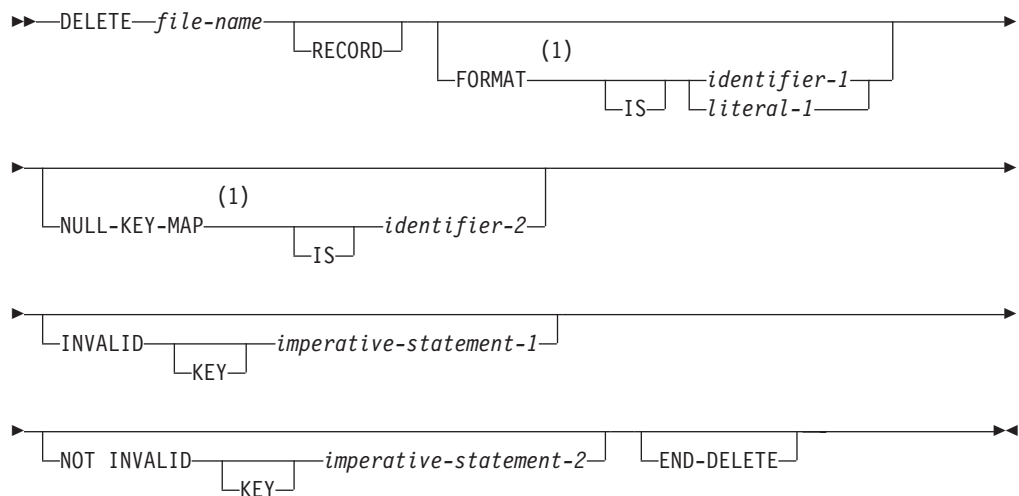 DELETE file-name
RECORD
(1)
FORMAT
IS
identifier-1
literal-1
(1)
NULL-KEY-MAP
IS
identifier-2
INVALID
KEY
imperative-statement-1
NOT INVALID
KEY
imperative-statement-2
END-DELETE